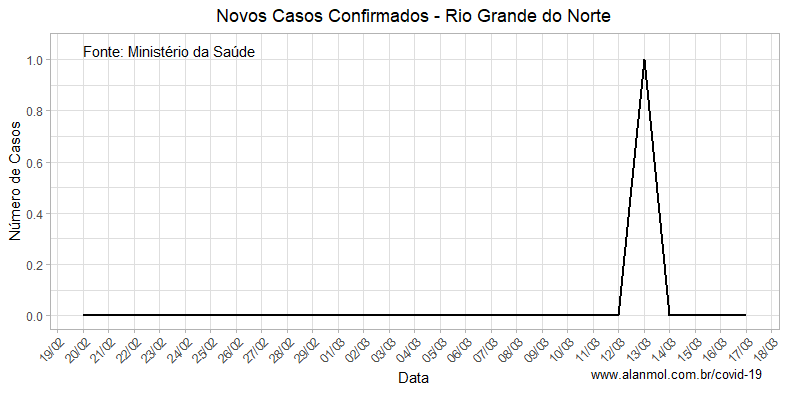 Novos Casos Confirmados - Rio Grande do Norte
Fonte: Ministério da Saúde
Número de Casos
1.0
0.8
0.6
0.4
0.2
0.0
19/02 20/02 21/02 22/02 23/02 24/02 25/02 26/02 27/02 28/02 29/02 01/03 02/03 03/03 04/03 05/03 06/03 07/03 08/03 09/03 10/03 11/03 12/03 13/03 14/03 15/03 16/03 17/03 18/03
Data
www.alanmol.com.br/covid-19